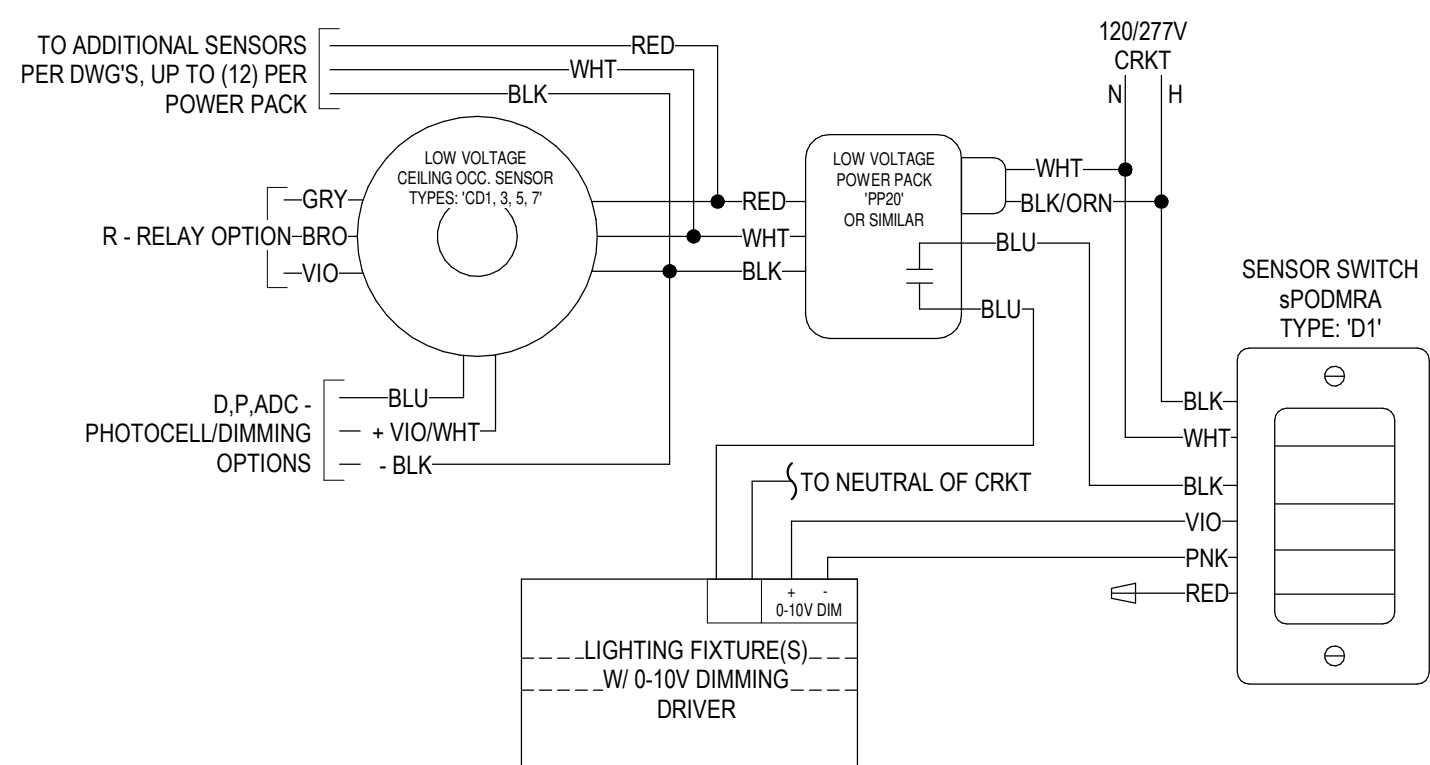 TO ADDITIONAL SENSORS
PER DWG'S, UP TO (12) PER
POWER PACK
RED
WHT
BLK
120/277V
CRKT
N
H
LOW VOLTAGE
CEILING OCC. SENSOR
TYPES: 'CD1, 3, 5, 7'
R - RELAY OPTION
GRY
BRO
VIO
RED
WHT
BLK
LOW VOLTAGE
POWER PACK
'PP20'
OR SIMILAR
WHT
BLK/ORN
BLU
BLU
SENSOR SWITCH
sPODMRA
TYPE: 'D1'
D,P,ADC -
PHOTOCELL/DIMMING
OPTIONS
BLU
+ VIO/WHT
- BLK
TO NEUTRAL OF CRKT
BLK
WHT
BLK
VIO
PNK
RED
+ -
0-10V DIM
LIGHTING FIXTURE(S)
W/ 0-10V DIMMING
DRIVER